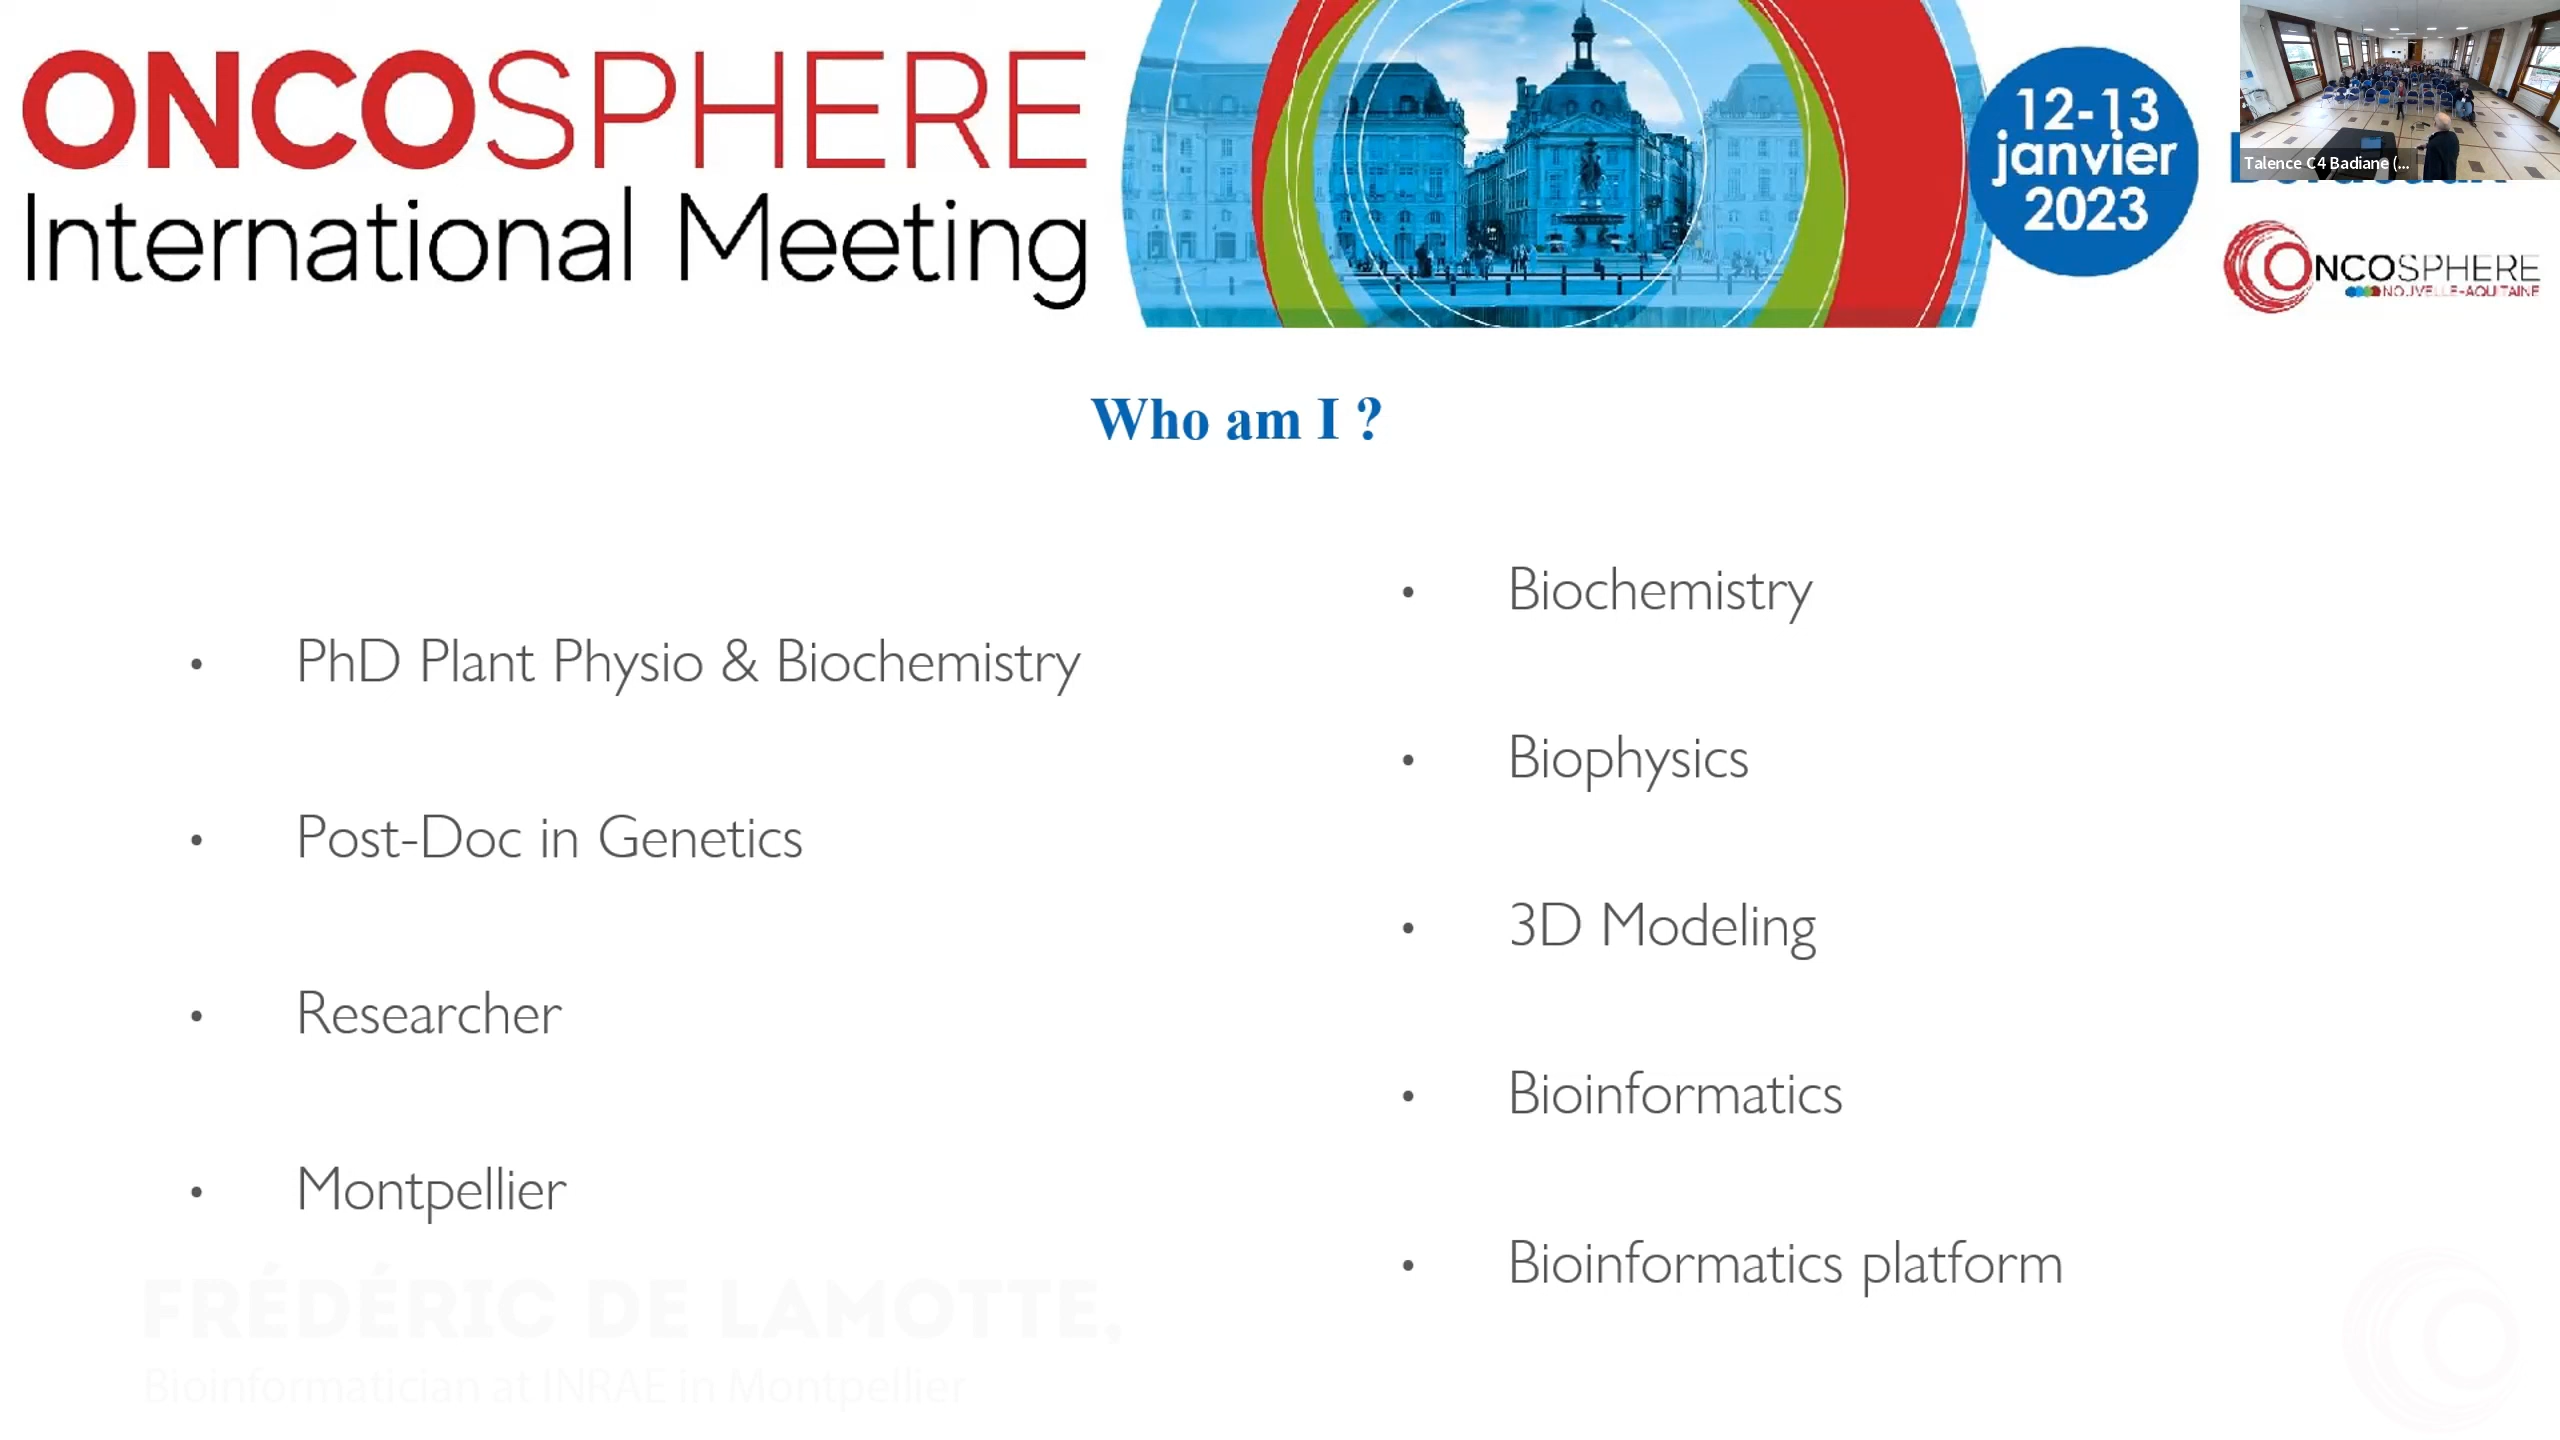 ONCOSPHERE
International Meeting
12-13
janvier
2023
Talence C4 Badiane (...
ONCOSPHERE
NOUVELLE-AQUITAINE
Who am I ?
• PhD Plant Physio & Biochemistry
• Post-Doc in Genetics
• Researcher
• Montpellier
• Biochemistry
• Biophysics
• 3D Modeling
• Bioinformatics
• Bioinformatics platform
FRÉDÉRIC DE LAMOTTE,
Bioinformatician at INRAE in Montpellier